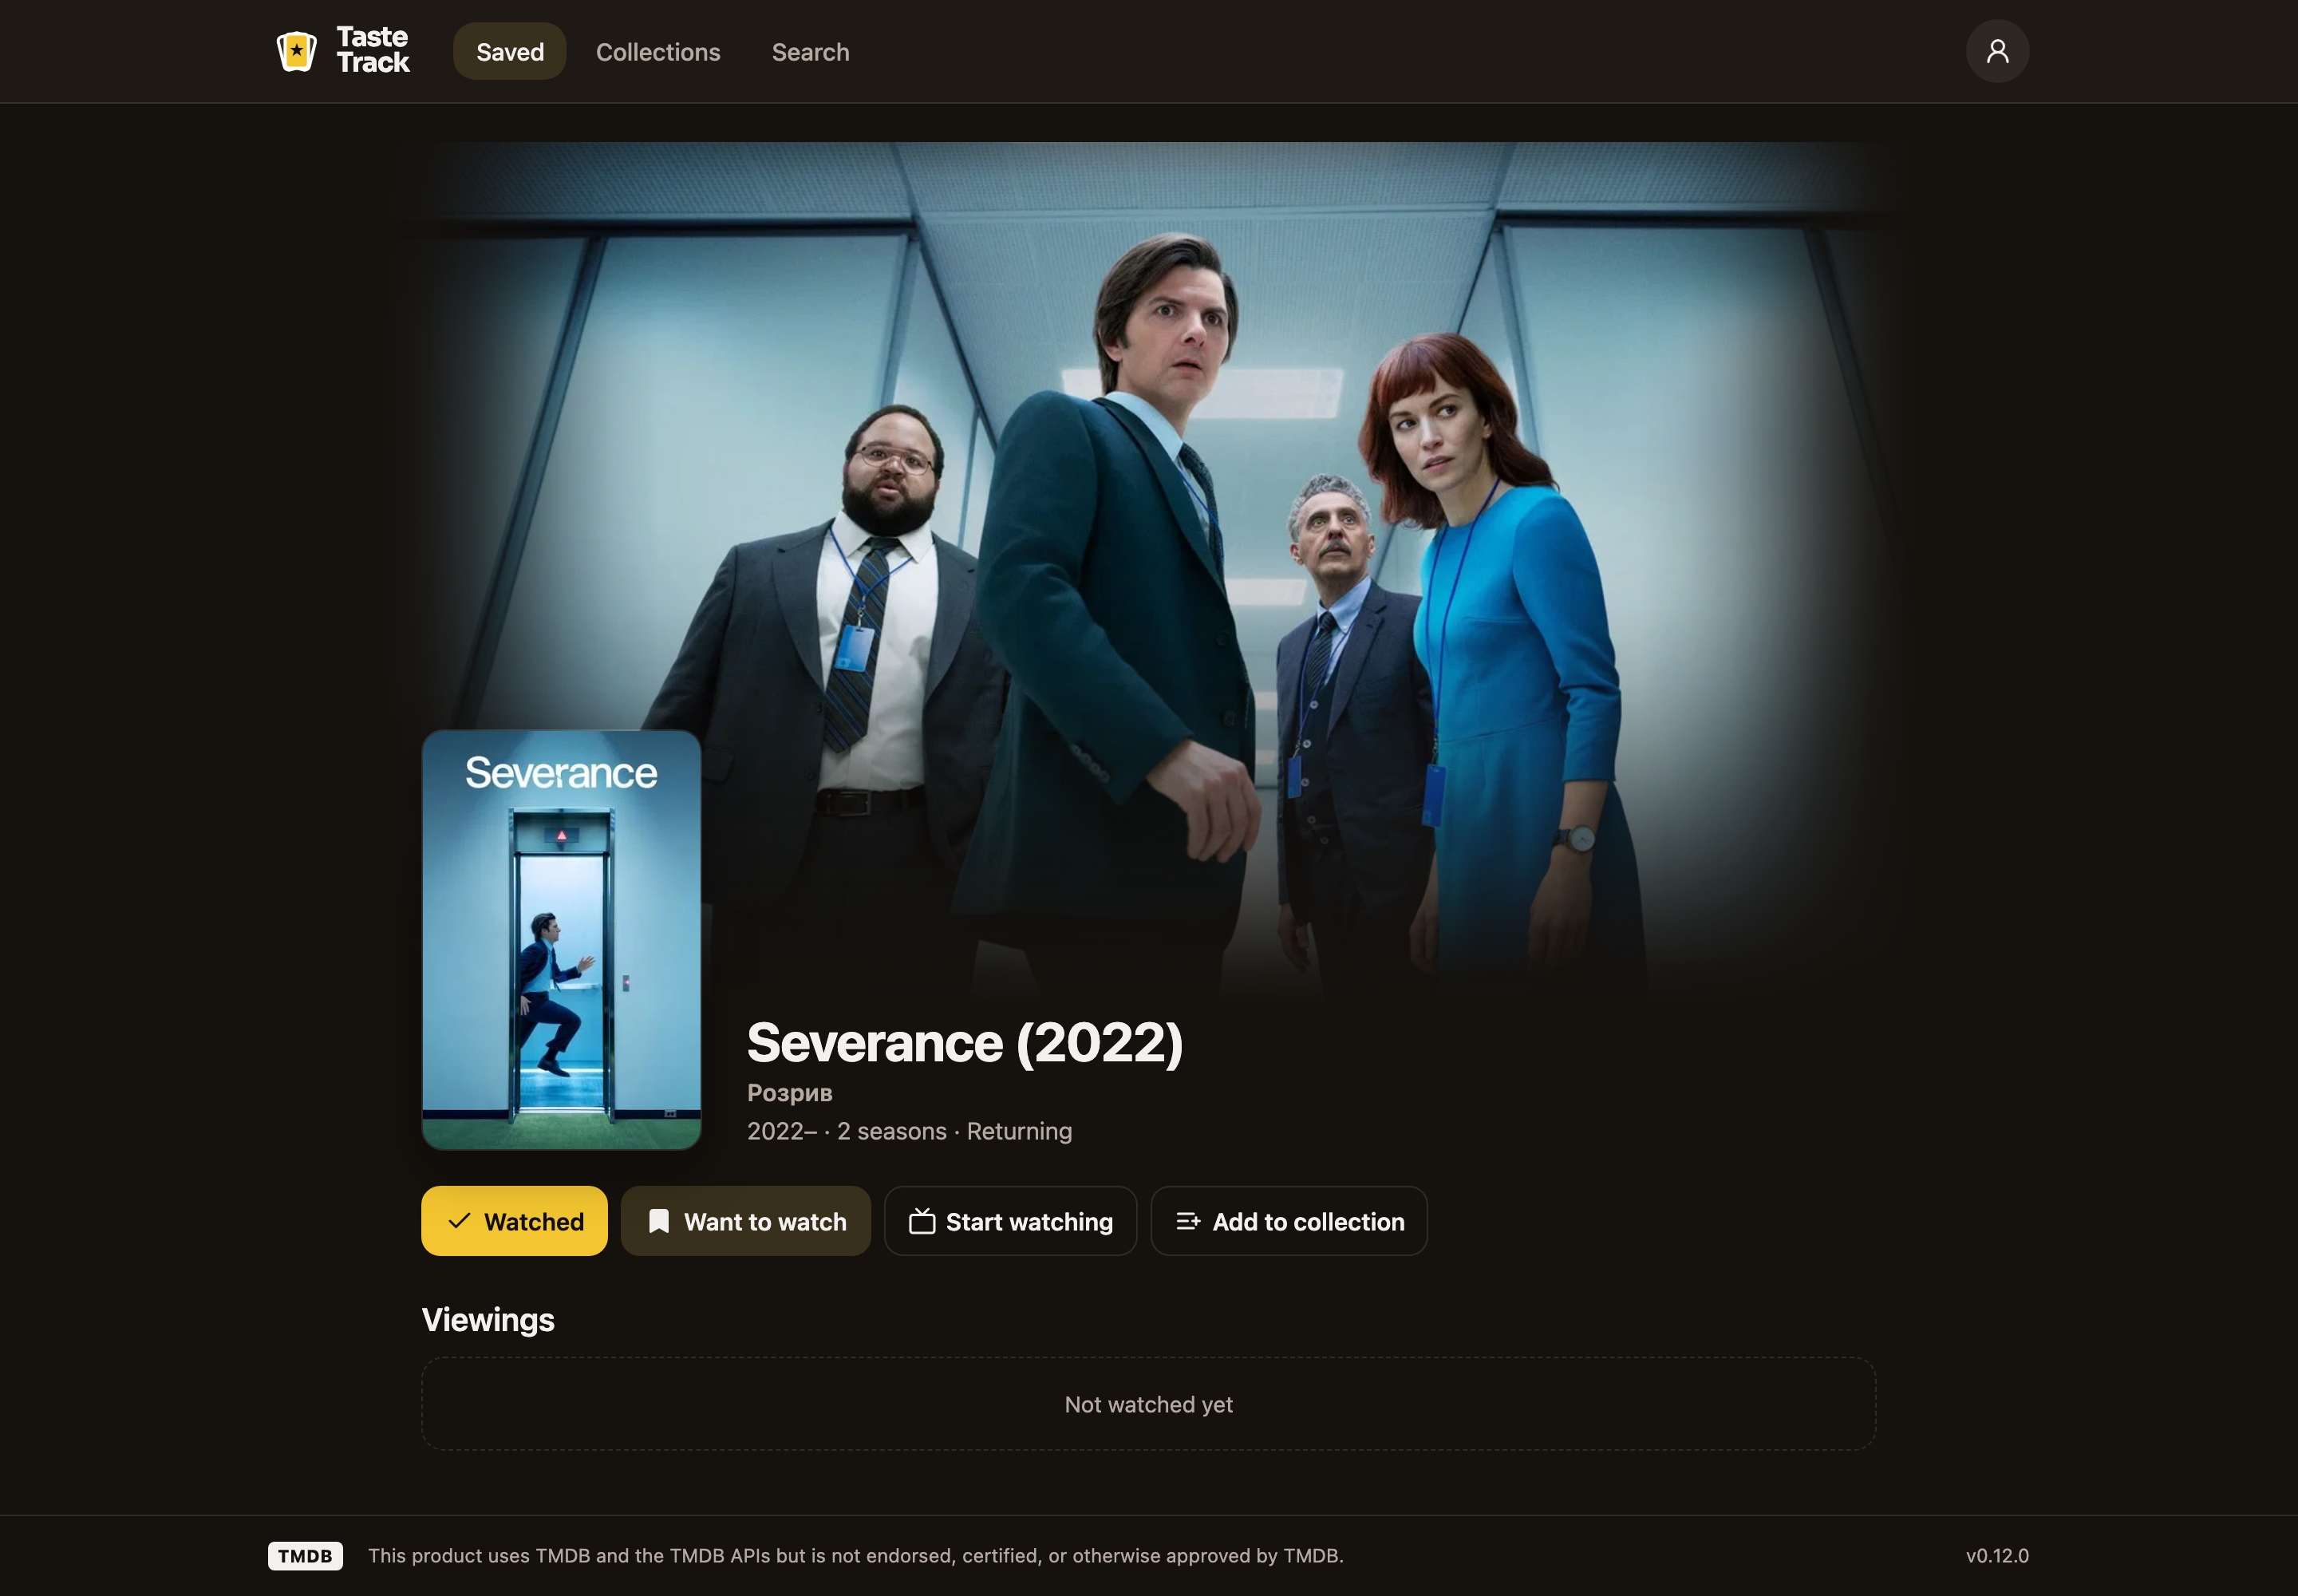 Taste
Track
Saved
Collections
Search
Severance
Severance (2022)
Розрив
2022– · 2 seasons · Returning
Watched
Want to watch
Start watching
Add to collection
Viewings
Not watched yet
TMDB
This product uses TMDB and the TMDB APIs but is not endorsed, certified, or otherwise approved by TMDB.
v0.12.0